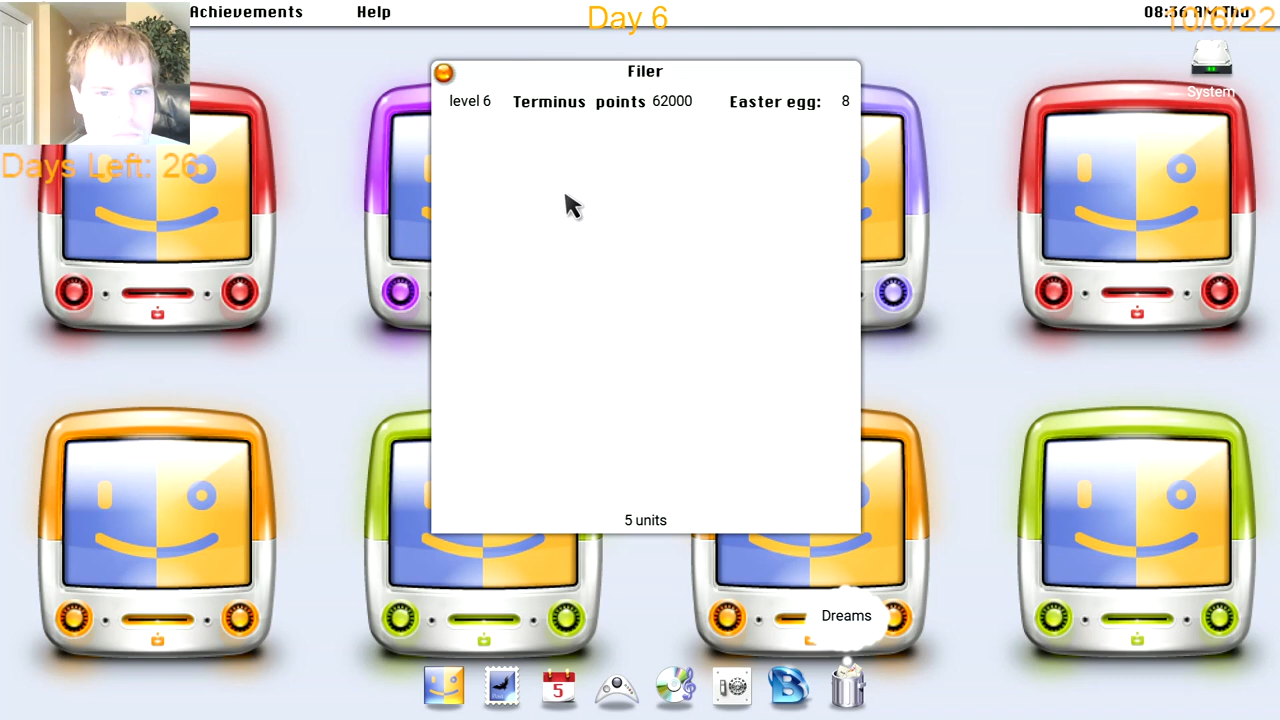 Achievements Help Day 6 08:36 AM Thu
10/6/22
System
Days Left: 26
Filer
level 6 Terminus points 62000 Easter egg: 8
5 units
Dreams
5